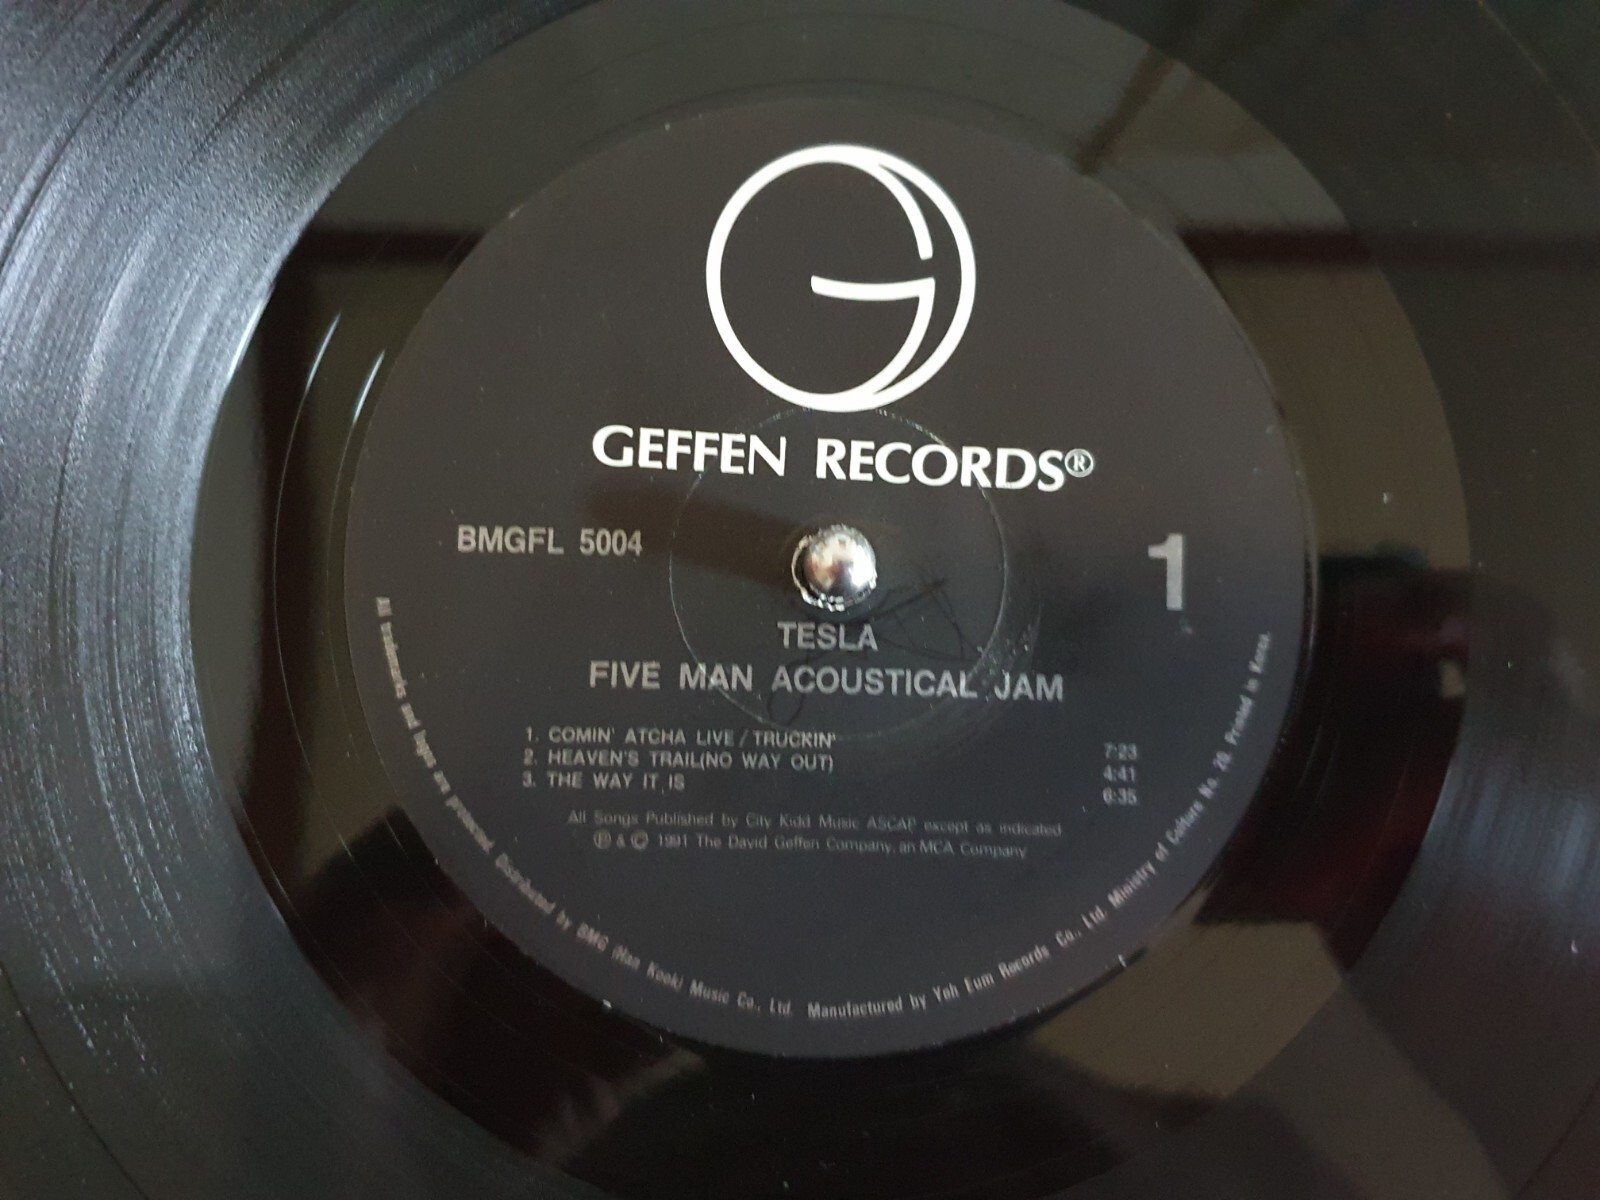 GEFFEN RECORDS®
BMGFL 5004
1
TESLA
FIVE MAN ACOUSTICAL JAM
1. COMIN' ATCHA LIVE / TRUCKIN' 7:23
2. HEAVEN'S TRAIL(NO WAY OUT) 4:41
3. THE WAY IT IS 6:35
All Songs Published by City Kidd Music ASCAP, except as indicated
℗ & © 1991 The David Geffen Company, an MCA Company
All trademarks and logos are protected. Distributed by BMG (Han Kook) Music Co., Ltd. Manufactured by Yeh Eum Records Co., Ltd. Ministry of Culture No. 20. Printed in Korea.